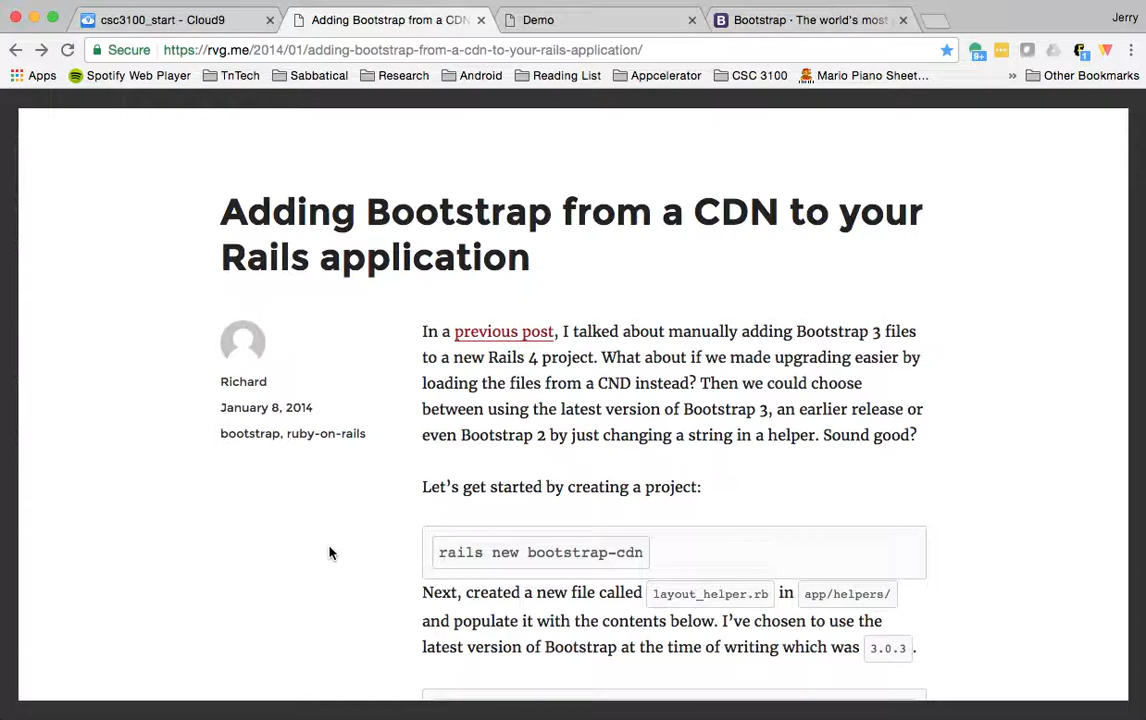 csc3100_start - Cloud9
Adding Bootstrap from a CDN
Demo
Bootstrap · The world's most
Jerry
Secure
https://rvg.me/2014/01/adding-bootstrap-from-a-cdn-to-your-rails-application/
9+
1
Apps
Spotify Web Player
TnTech
Sabbatical
Research
Android
Reading List
Appcelerator
CSC 3100
Mario Piano Sheet...
»
Other Bookmarks
Adding Bootstrap from a CDN to your
Rails application
Richard
January 8, 2014
bootstrap, ruby-on-rails
In a previous post, I talked about manually adding Bootstrap 3 files
to a new Rails 4 project. What about if we made upgrading easier by
loading the files from a CND instead? Then we could choose
between using the latest version of Bootstrap 3, an earlier release or
even Bootstrap 2 by just changing a string in a helper. Sound good?
Let's get started by creating a project:
rails new bootstrap-cdn
Next, created a new file called layout_helper.rb in app/helpers/
and populate it with the contents below. I've chosen to use the
latest version of Bootstrap at the time of writing which was 3.0.3.